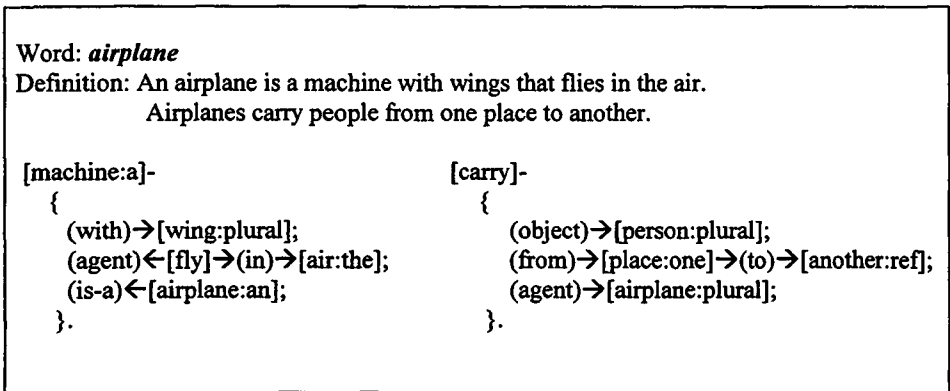 Word: airplane
Definition: An airplane is a machine with wings that flies in the air.
Airplanes carry people from one place to another.
[machine:a]-
{
(with)→[wing:plural];
(agent)←[fly]→(in)→[air:the];
(is-a)←[airplane:an];
}.
[carry]-
{
(object)→[person:plural];
(from)→[place:one]→(to)→[another:ref];
(agent)→[airplane:plural];
}.